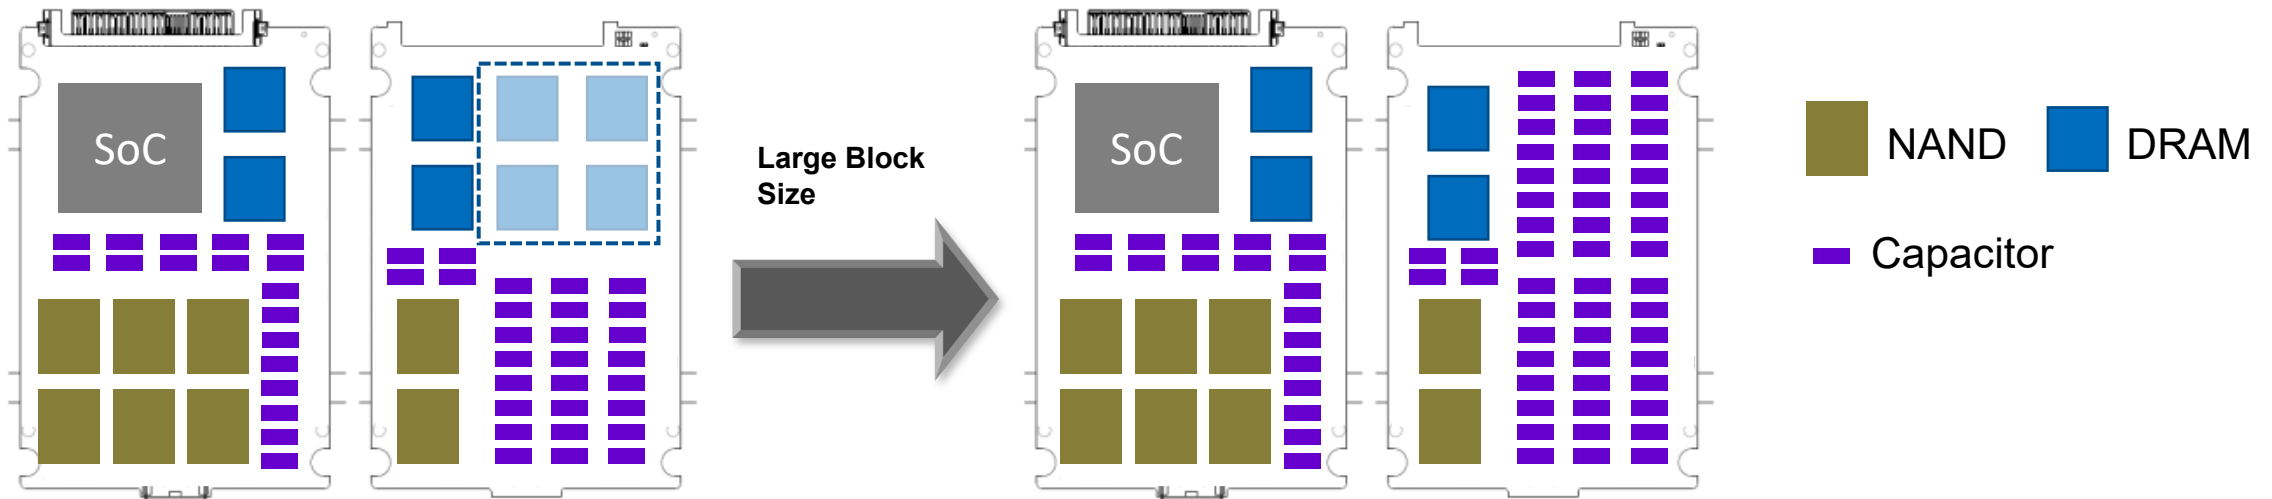 SoC
Large Block
Size
SoC
NAND
DRAM
Capacitor